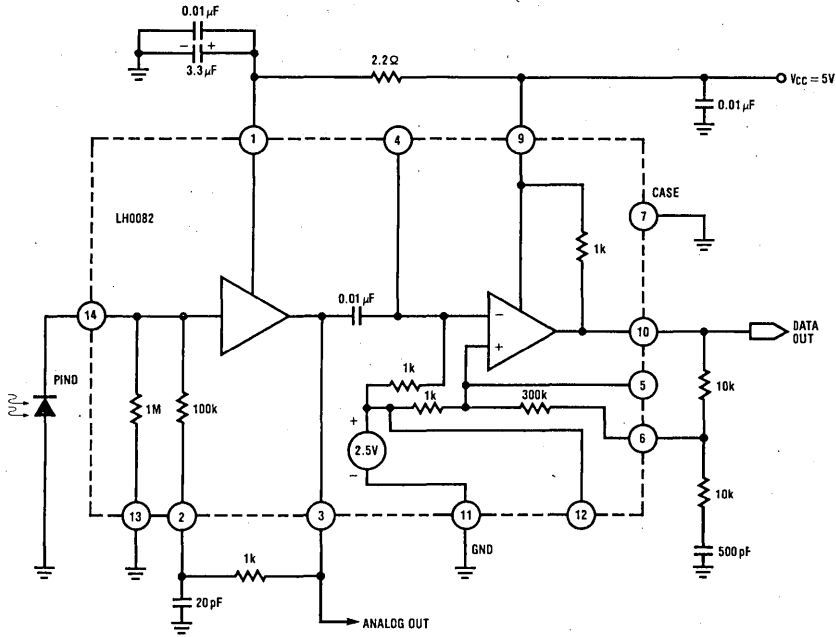 0.01μF
− +
3.3μF
2.2Ω
VCC = 5V
0.01μF
1
4
9
CASE
7
LH0082
1k
14
0.01μF
−
+
10
DATA OUT
PIND
1M
100k
1k
1k
300k
5
10k
+
2.5V
−
6
10k
13
2
3
11
12
GND
500pF
1k
20pF
ANALOG OUT